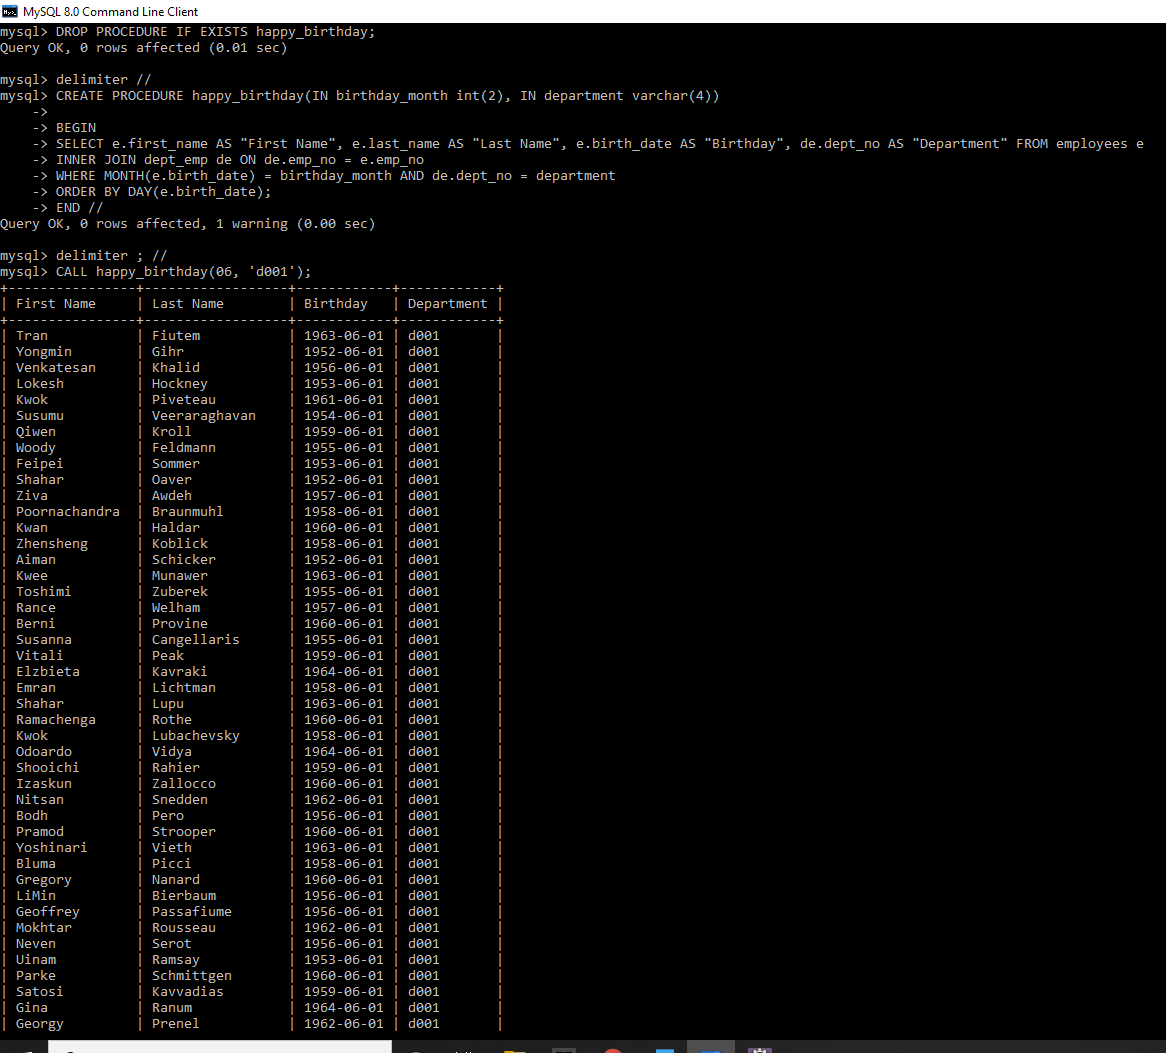 MySQL 8.0 Command Line Client
mysql> DROP PROCEDURE IF EXISTS happy_birthday;
Query OK, 0 rows affected (0.01 sec)
mysql> delimiter //
mysql> CREATE PROCEDURE happy_birthday(IN birthday_month int(2), IN department varchar(4))
    ->
    -> BEGIN
    -> SELECT e.first_name AS "First Name", e.last_name AS "Last Name", e.birth_date AS "Birthday", de.dept_no AS "Department" FROM employees e
    -> INNER JOIN dept_emp de ON de.emp_no = e.emp_no
    -> WHERE MONTH(e.birth_date) = birthday_month AND de.dept_no = department
    -> ORDER BY DAY(e.birth_date);
    -> END //
Query OK, 0 rows affected, 1 warning (0.00 sec)
mysql> delimiter ; //
mysql> CALL happy_birthday(06, 'd001');
+----------------+------------------+------------+------------+
| First Name     | Last Name        | Birthday   | Department |
+----------------+------------------+------------+------------+
| Tran           | Fiutem           | 1963-06-01 | d001       |
| Yongmin        | Gihr             | 1952-06-01 | d001       |
| Venkatesan     | Khalid           | 1956-06-01 | d001       |
| Lokesh         | Hockney          | 1953-06-01 | d001       |
| Kwok           | Piveteau         | 1961-06-01 | d001       |
| Susumu         | Veeraraghavan    | 1954-06-01 | d001       |
| Qiwen          | Kroll            | 1959-06-01 | d001       |
| Woody          | Feldmann         | 1955-06-01 | d001       |
| Feipei         | Sommer           | 1953-06-01 | d001       |
| Shahar         | Oaver            | 1952-06-01 | d001       |
| Ziva           | Awdeh            | 1957-06-01 | d001       |
| Poornachandra  | Braunmuhl        | 1958-06-01 | d001       |
| Kwan           | Haldar           | 1960-06-01 | d001       |
| Zhensheng      | Koblick          | 1958-06-01 | d001       |
| Aiman          | Schicker         | 1952-06-01 | d001       |
| Kwee           | Munawer          | 1963-06-01 | d001       |
| Toshimi        | Zuberek          | 1955-06-01 | d001       |
| Rance          | Welham           | 1957-06-01 | d001       |
| Berni          | Provine          | 1960-06-01 | d001       |
| Susanna        | Cangellaris      | 1955-06-01 | d001       |
| Vitali         | Peak             | 1959-06-01 | d001       |
| Elzbieta       | Kavraki          | 1964-06-01 | d001       |
| Emran          | Lichtman         | 1958-06-01 | d001       |
| Shahar         | Lupu             | 1963-06-01 | d001       |
| Ramachenga     | Rothe            | 1960-06-01 | d001       |
| Kwok           | Lubachevsky      | 1958-06-01 | d001       |
| Odoardo        | Vidya            | 1964-06-01 | d001       |
| Shooichi       | Rahier           | 1959-06-01 | d001       |
| Izaskun        | Zallocco         | 1960-06-01 | d001       |
| Nitsan         | Snedden          | 1962-06-01 | d001       |
| Bodh           | Pero             | 1956-06-01 | d001       |
| Pramod         | Strooper         | 1960-06-01 | d001       |
| Yoshinari      | Vieth            | 1963-06-01 | d001       |
| Bluma          | Picci            | 1958-06-01 | d001       |
| Gregory        | Nanard           | 1960-06-01 | d001       |
| LiMin          | Bierbaum         | 1956-06-01 | d001       |
| Geoffrey       | Passafiume       | 1956-06-01 | d001       |
| Mokhtar        | Rousseau         | 1962-06-01 | d001       |
| Neven          | Serot            | 1956-06-01 | d001       |
| Uinam          | Ramsay           | 1953-06-01 | d001       |
| Parke          | Schmittgen       | 1960-06-01 | d001       |
| Satosi         | Kavvadias        | 1959-06-01 | d001       |
| Gina           | Ranum            | 1964-06-01 | d001       |
| Georgy         | Prenel           | 1962-06-01 | d001       |